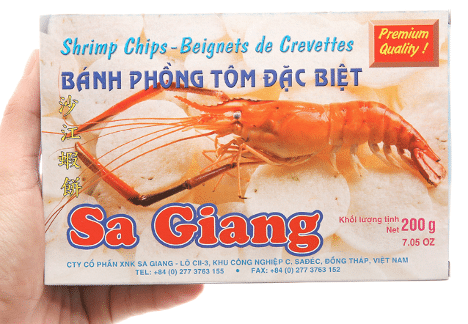 Shrimp Chips - Beignets de Crevettes
Premium
Quality !
BÁNH PHỒNG TÔM ĐẶC BIỆT
沙江蝦餅
Sa Giang
Khối lượng tịnh
Net 200 g
7.05 OZ
CTY CỔ PHẦN XNK SA GIANG - LÔ CII-3, KHU CÔNG NGHIỆP C, SAĐÉC, ĐỒNG THÁP, VIỆT NAM
TEL: +84 (0) 277 3763 155 • FAX: +84 (0) 277 3763 152